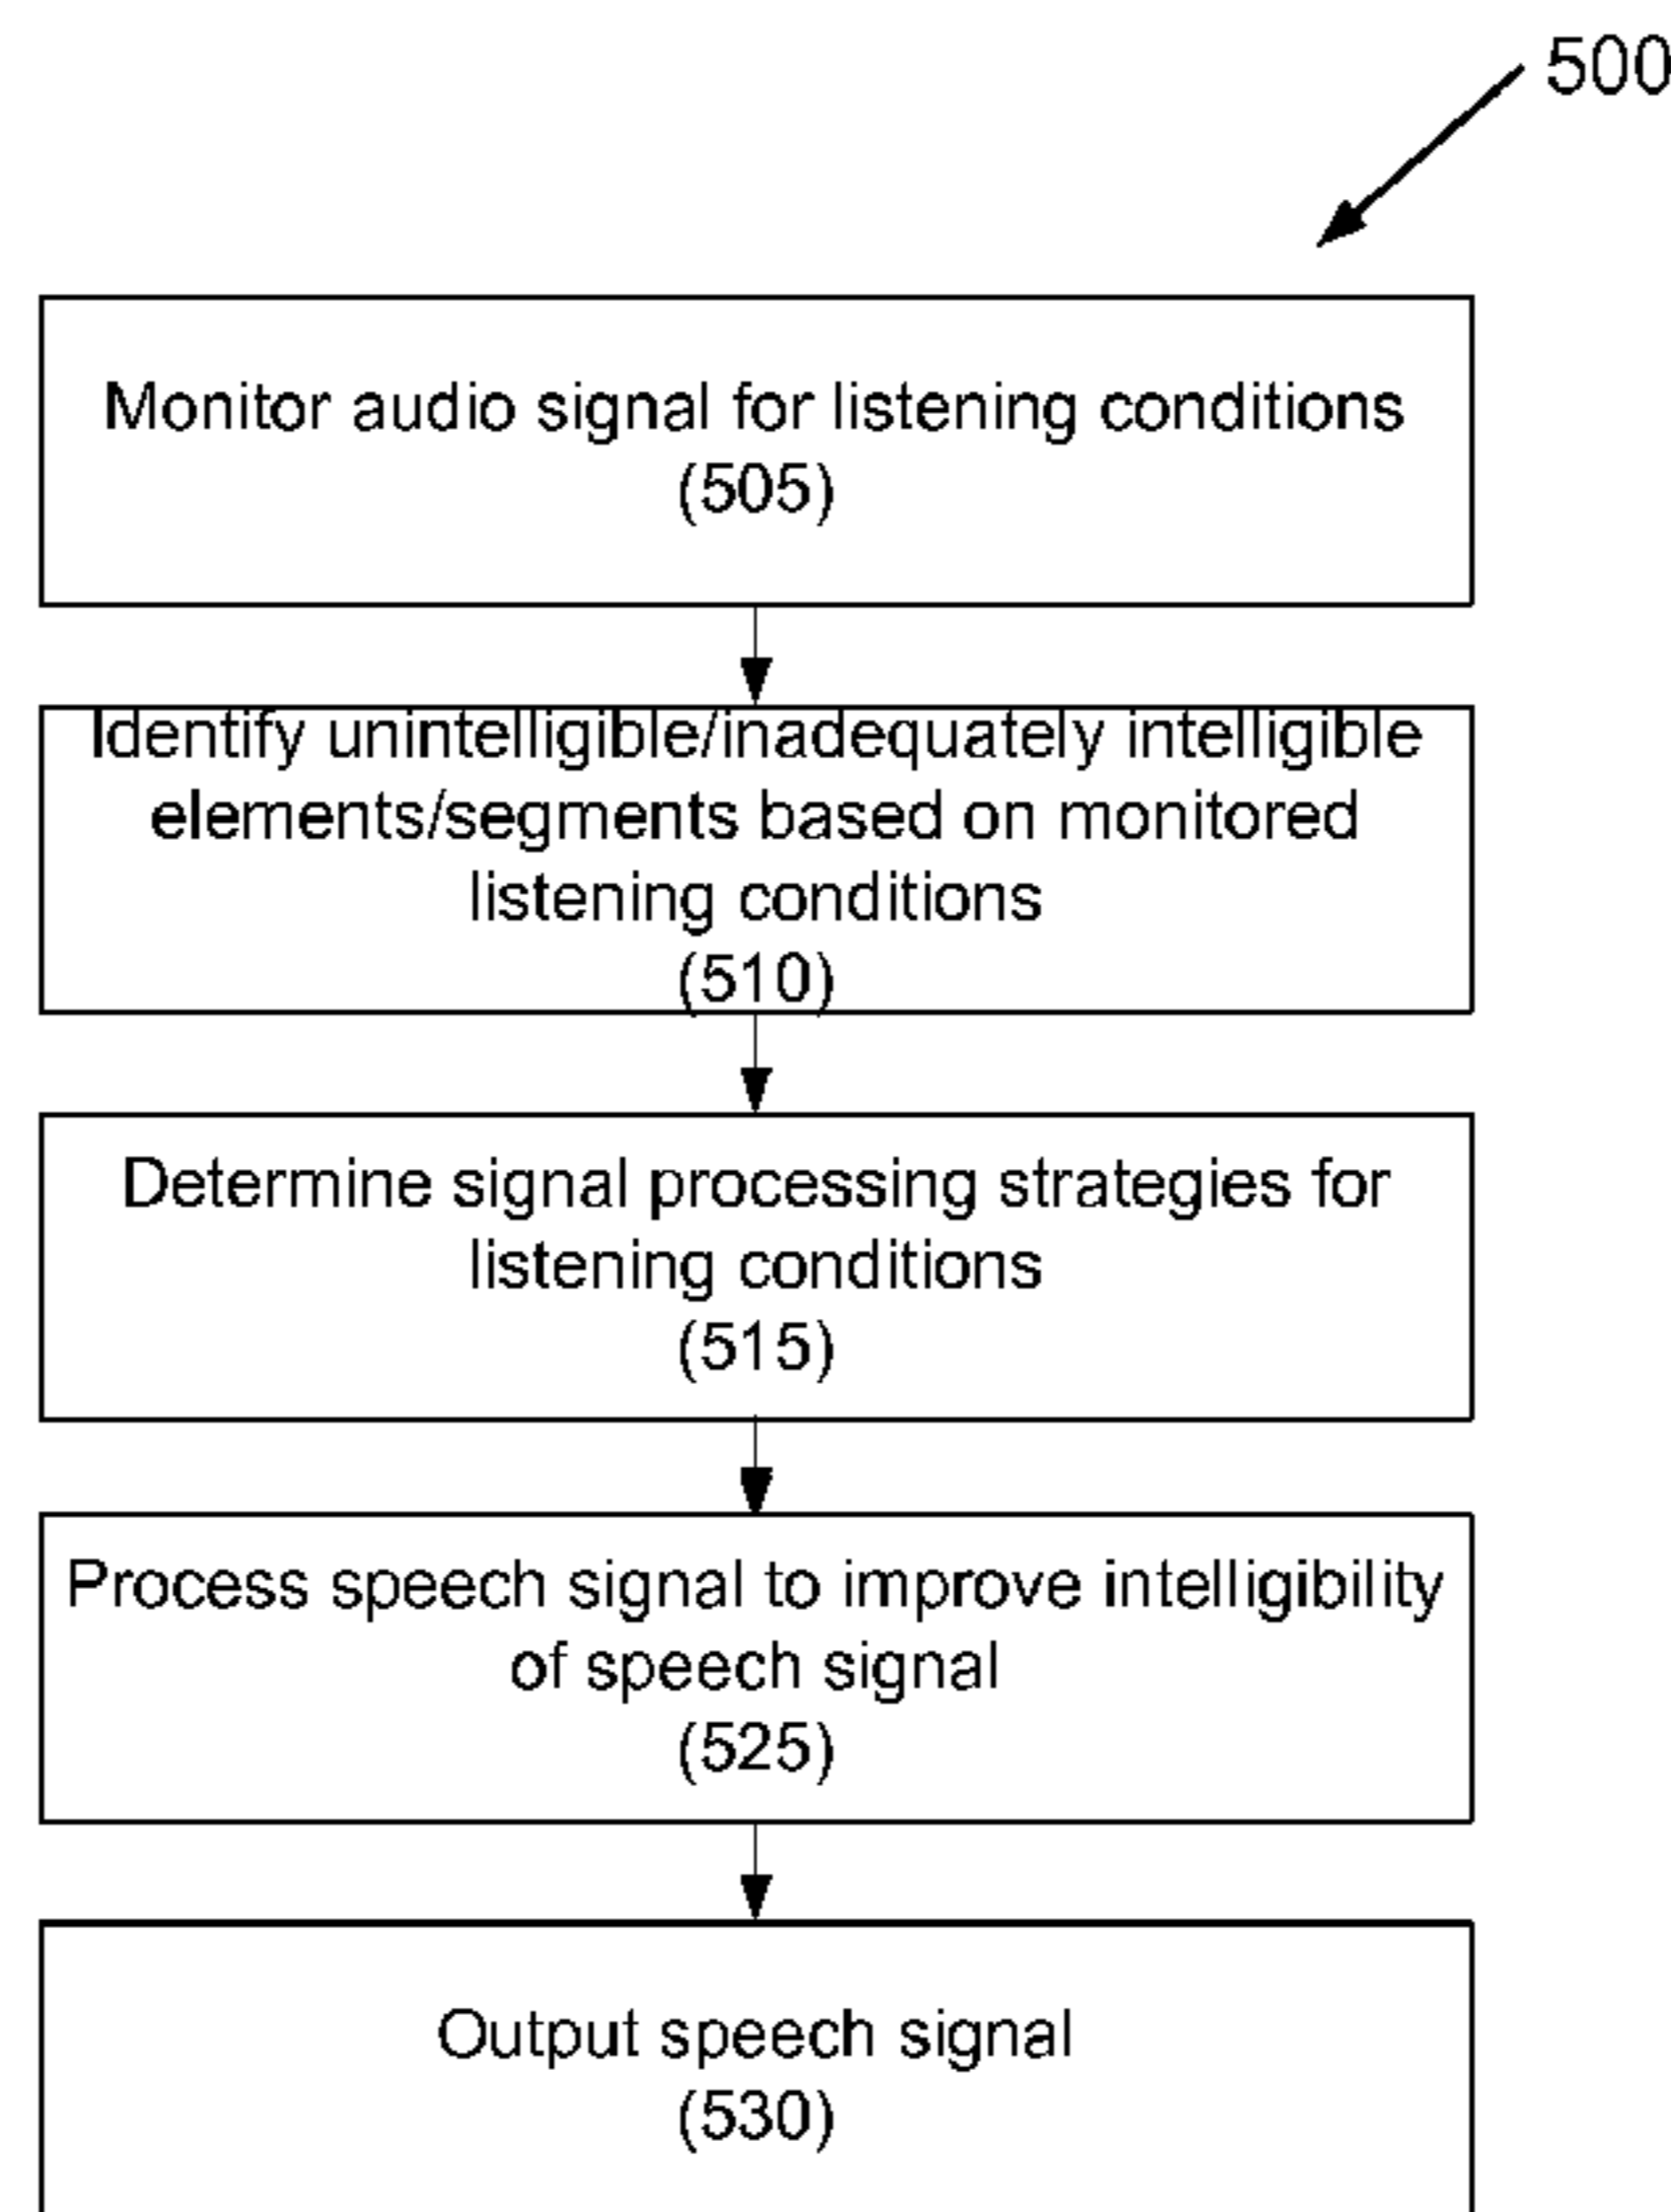 500
Monitor audio signal for listening conditions
(505)
Identify unintelligible/inadequately intelligible
elements/segments based on monitored
listening conditions
(510)
Determine signal processing strategies for
listening conditions
(515)
Process speech signal to improve intelligibility
of speech signal
(525)
Output speech signal
(530)